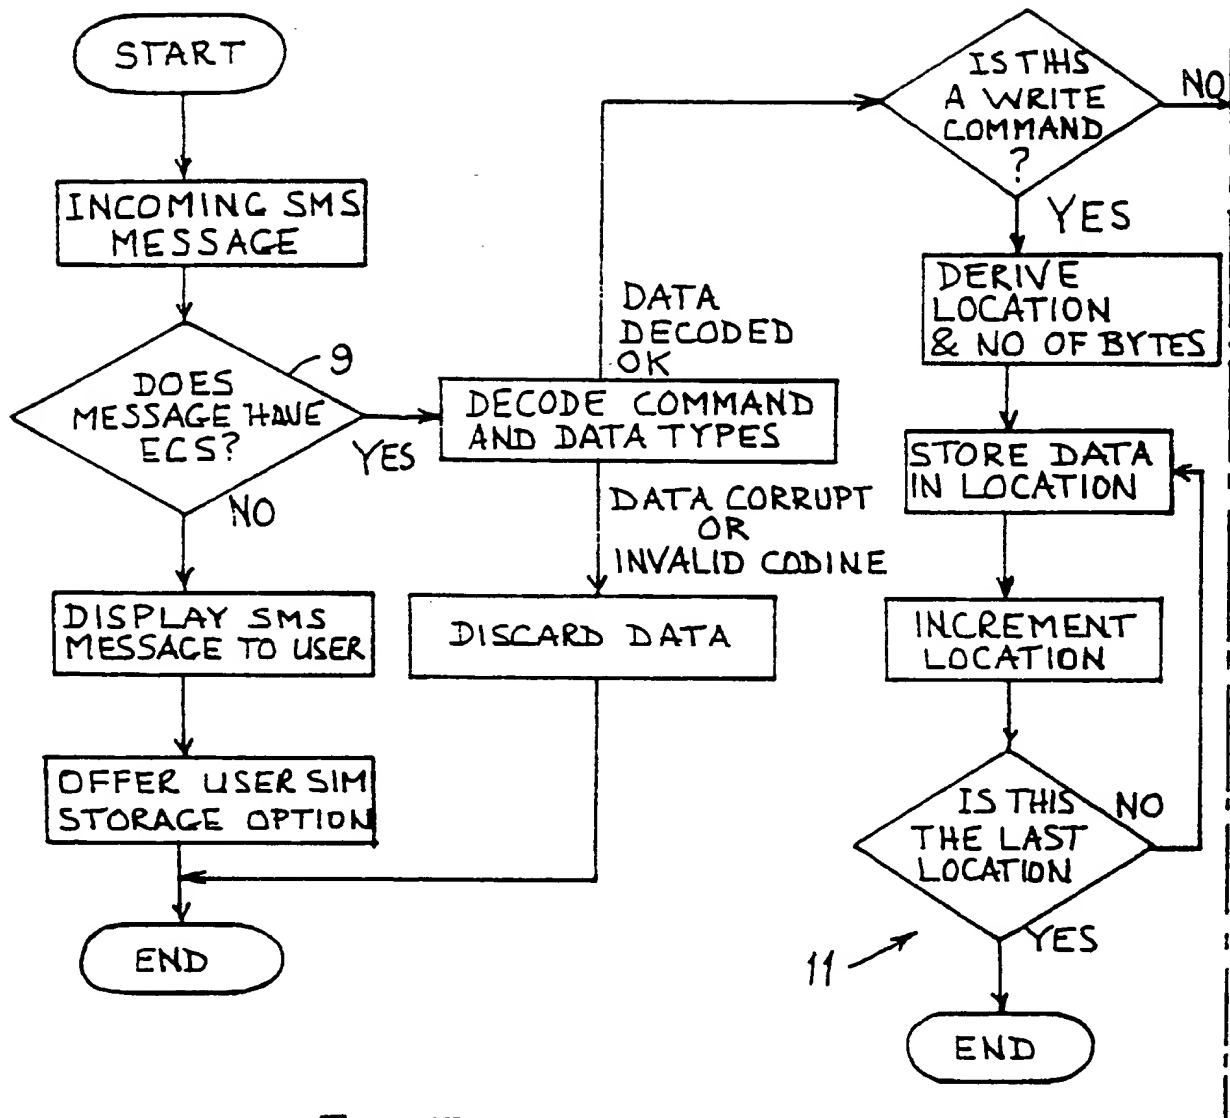 START
INCOMING SMS
MESSAGE
9
DOES
MESSAGE HAVE
ECS?
YES
NO
DISPLAY SMS
MESSAGE TO USER
OFFER USER SIM
STORAGE OPTION
END
DATA
DECODED
OK
DECODE COMMAND
AND DATA TYPES
DATA CORRUPT
OR
INVALID CODINE
DISCARD DATA
IS THIS
A WRITE
COMMAND
?
NO
YES
DERIVE
LOCATION
& NO OF BYTES
STORE DATA
IN LOCATION
INCREMENT
LOCATION
IS THIS
THE LAST
LOCATION
NO
YES
11
END